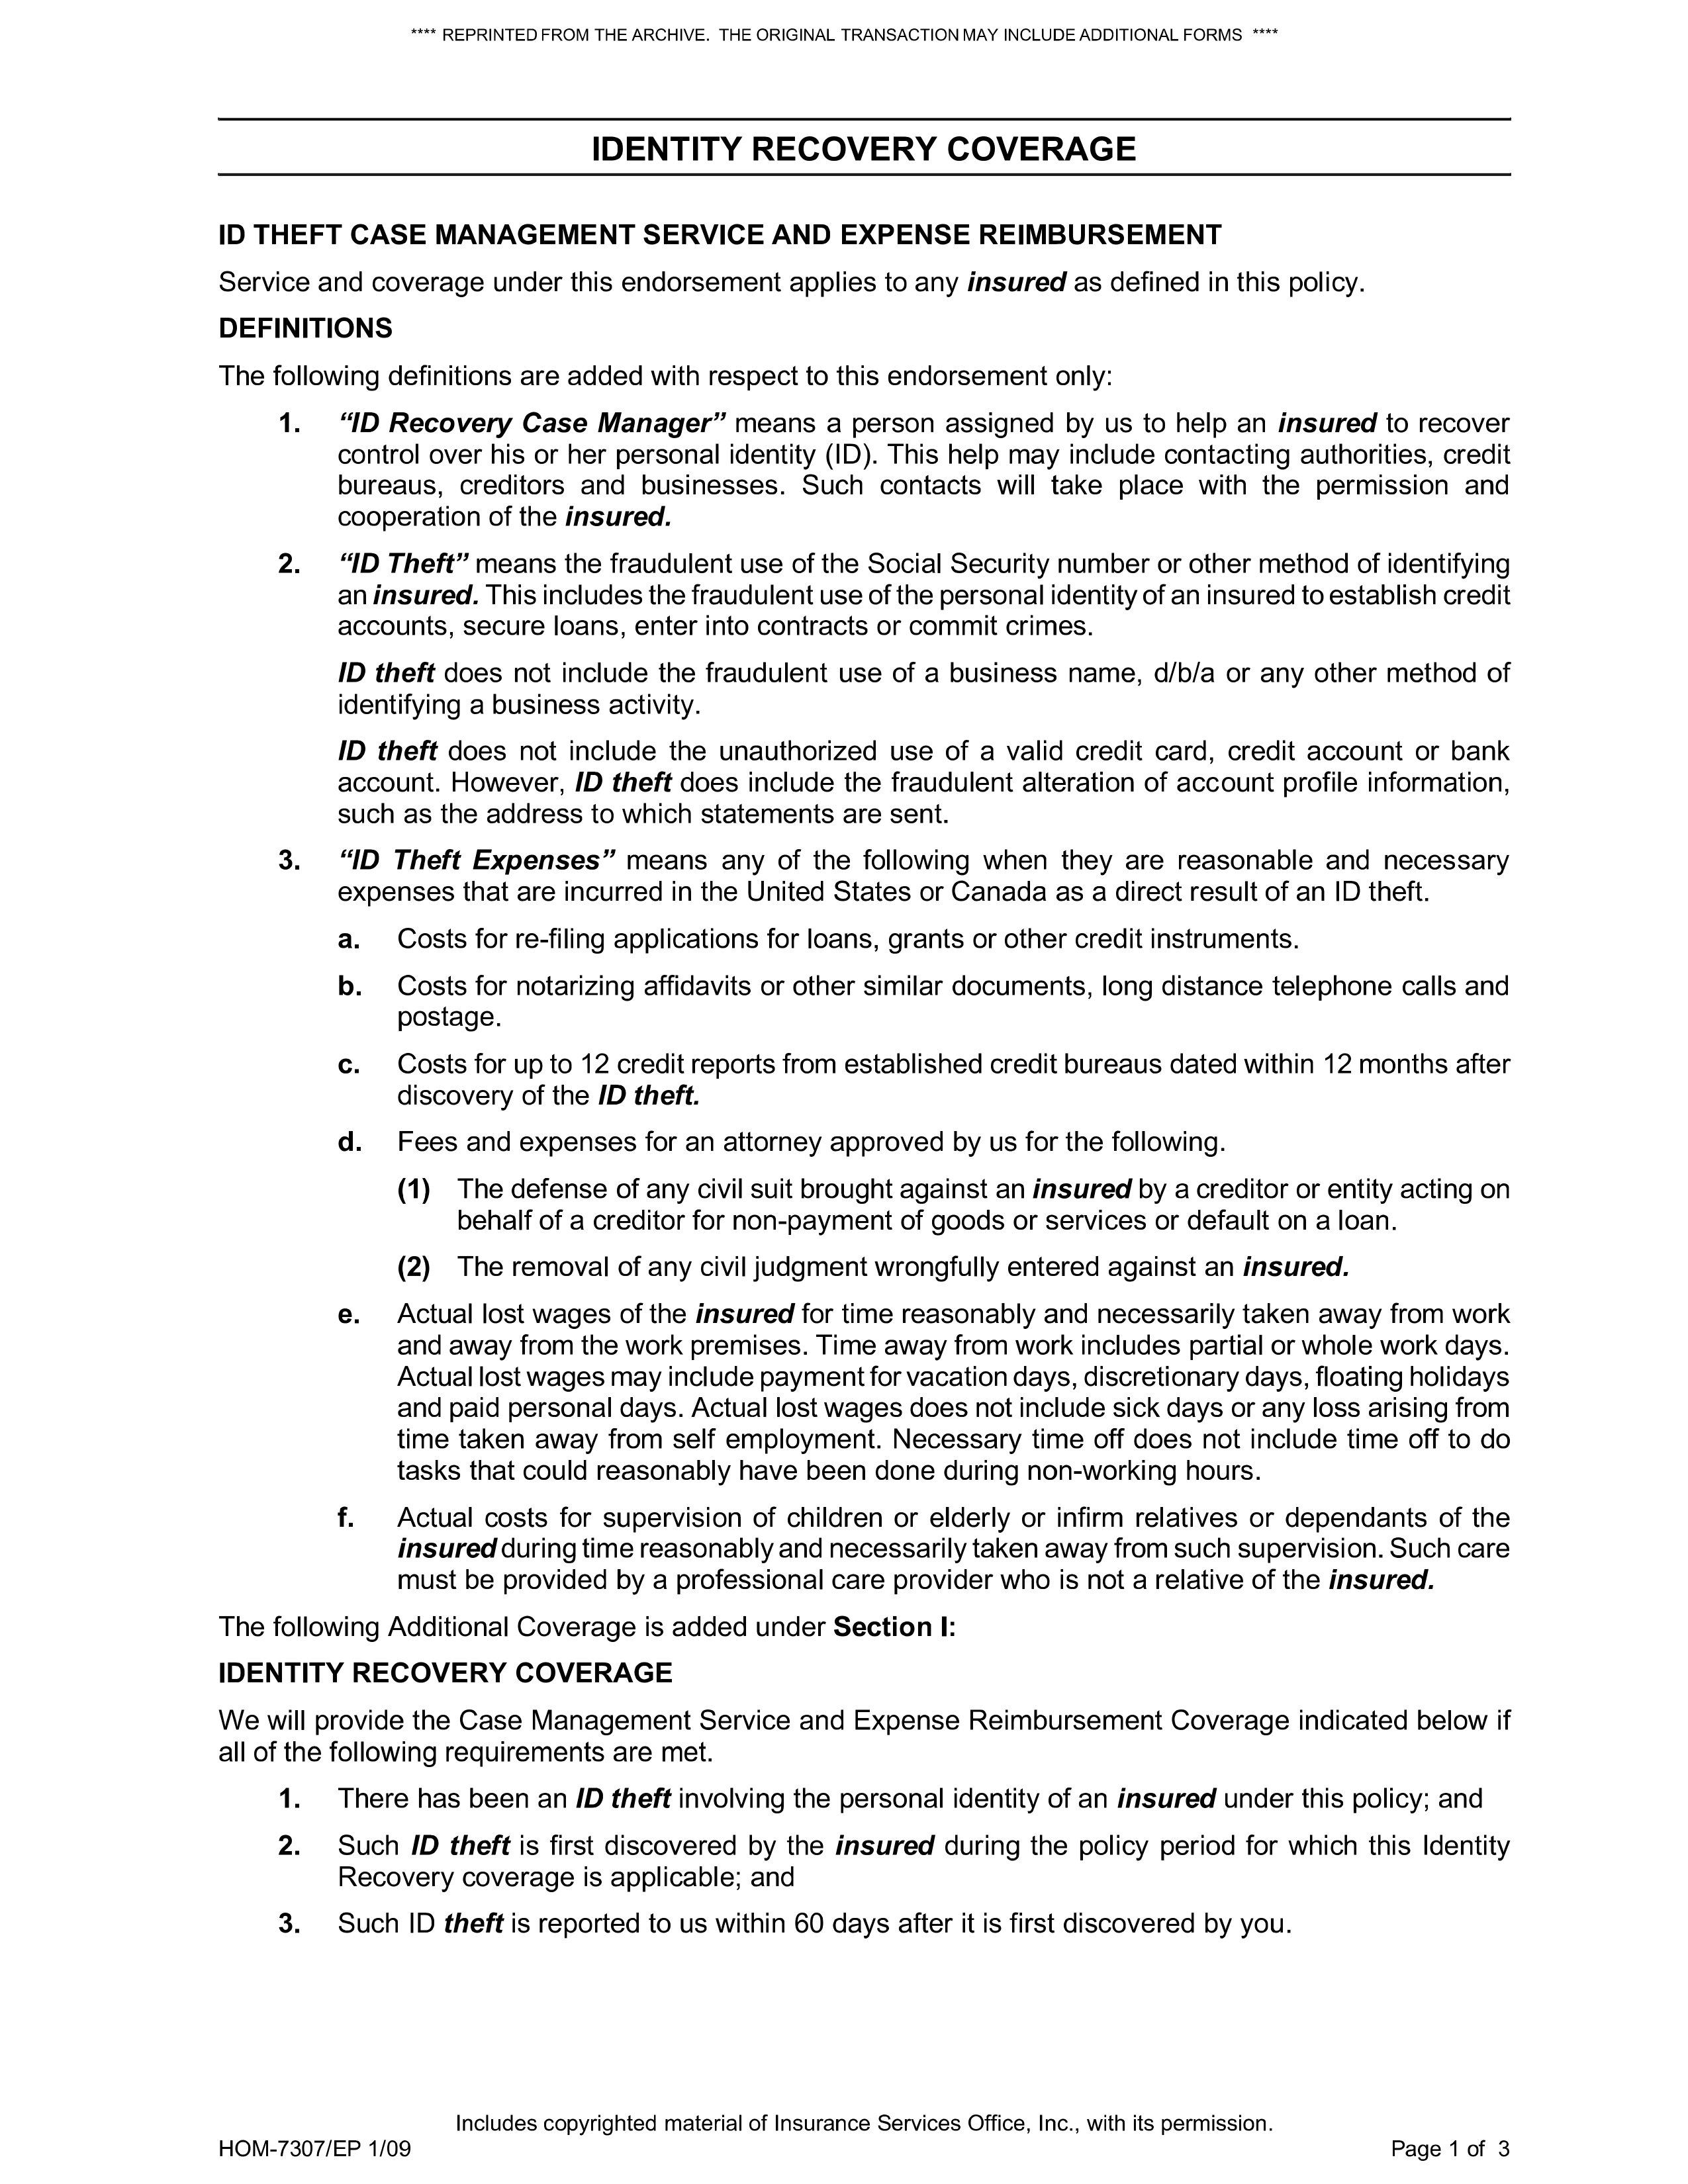 **** REPRINTED FROM THE ARCHIVE. THE ORIGINAL TRANSACTION MAY INCLUDE ADDITIONAL FORMS ****
IDENTITY RECOVERY COVERAGE
ID THEFT CASE MANAGEMENT SERVICE AND EXPENSE REIMBURSEMENT
Service and coverage under this endorsement applies to any insured as defined in this policy.
DEFINITIONS
The following definitions are added with respect to this endorsement only:
1. “ID Recovery Case Manager” means a person assigned by us to help an insured to recover
control over his or her personal identity (ID). This help may include contacting authorities, credit
bureaus, creditors and businesses. Such contacts will take place with the permission and
cooperation of the insured.
2. “ID Theft” means the fraudulent use of the Social Security number or other method of identifying
an insured. This includes the fraudulent use of the personal identity of an insured to establish credit
accounts, secure loans, enter into contracts or commit crimes.
ID theft does not include the fraudulent use of a business name, d/b/a or any other method of
identifying a business activity.
ID theft does not include the unauthorized use of a valid credit card, credit account or bank
account. However, ID theft does include the fraudulent alteration of account profile information,
such as the address to which statements are sent.
3. “ID Theft Expenses” means any of the following when they are reasonable and necessary
expenses that are incurred in the United States or Canada as a direct result of an ID theft.
a. Costs for re-filing applications for loans, grants or other credit instruments.
b. Costs for notarizing affidavits or other similar documents, long distance telephone calls and
postage.
c. Costs for up to 12 credit reports from established credit bureaus dated within 12 months after
discovery of the ID theft.
d. Fees and expenses for an attorney approved by us for the following.
(1) The defense of any civil suit brought against an insured by a creditor or entity acting on
behalf of a creditor for non-payment of goods or services or default on a loan.
(2) The removal of any civil judgment wrongfully entered against an insured.
e. Actual lost wages of the insured for time reasonably and necessarily taken away from work
and away from the work premises. Time away from work includes partial or whole work days.
Actual lost wages may include payment for vacation days, discretionary days, floating holidays
and paid personal days. Actual lost wages does not include sick days or any loss arising from
time taken away from self employment. Necessary time off does not include time off to do
tasks that could reasonably have been done during non-working hours.
f. Actual costs for supervision of children or elderly or infirm relatives or dependants of the
insured during time reasonably and necessarily taken away from such supervision. Such care
must be provided by a professional care provider who is not a relative of the insured.
The following Additional Coverage is added under Section I:
IDENTITY RECOVERY COVERAGE
We will provide the Case Management Service and Expense Reimbursement Coverage indicated below if
all of the following requirements are met.
1. There has been an ID theft involving the personal identity of an insured under this policy; and
2. Such ID theft is first discovered by the insured during the policy period for which this Identity
Recovery coverage is applicable; and
3. Such ID theft is reported to us within 60 days after it is first discovered by you.
Includes copyrighted material of Insurance Services Office, Inc., with its permission.
HOM-7307/EP 1/09 Page 1 of 3